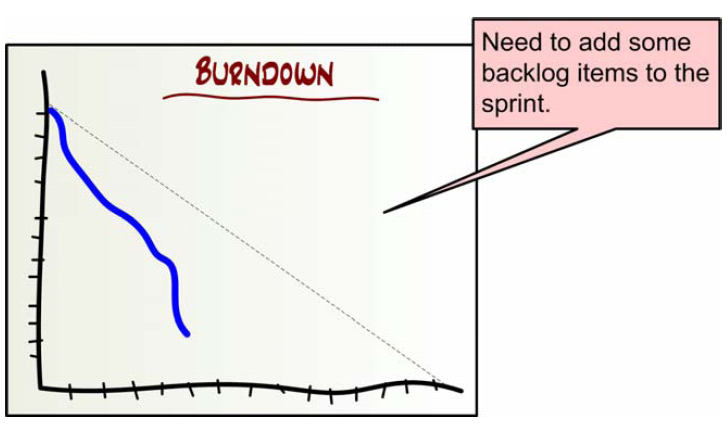 BURNDOWN
Need to add some
backlog items to the
sprint.